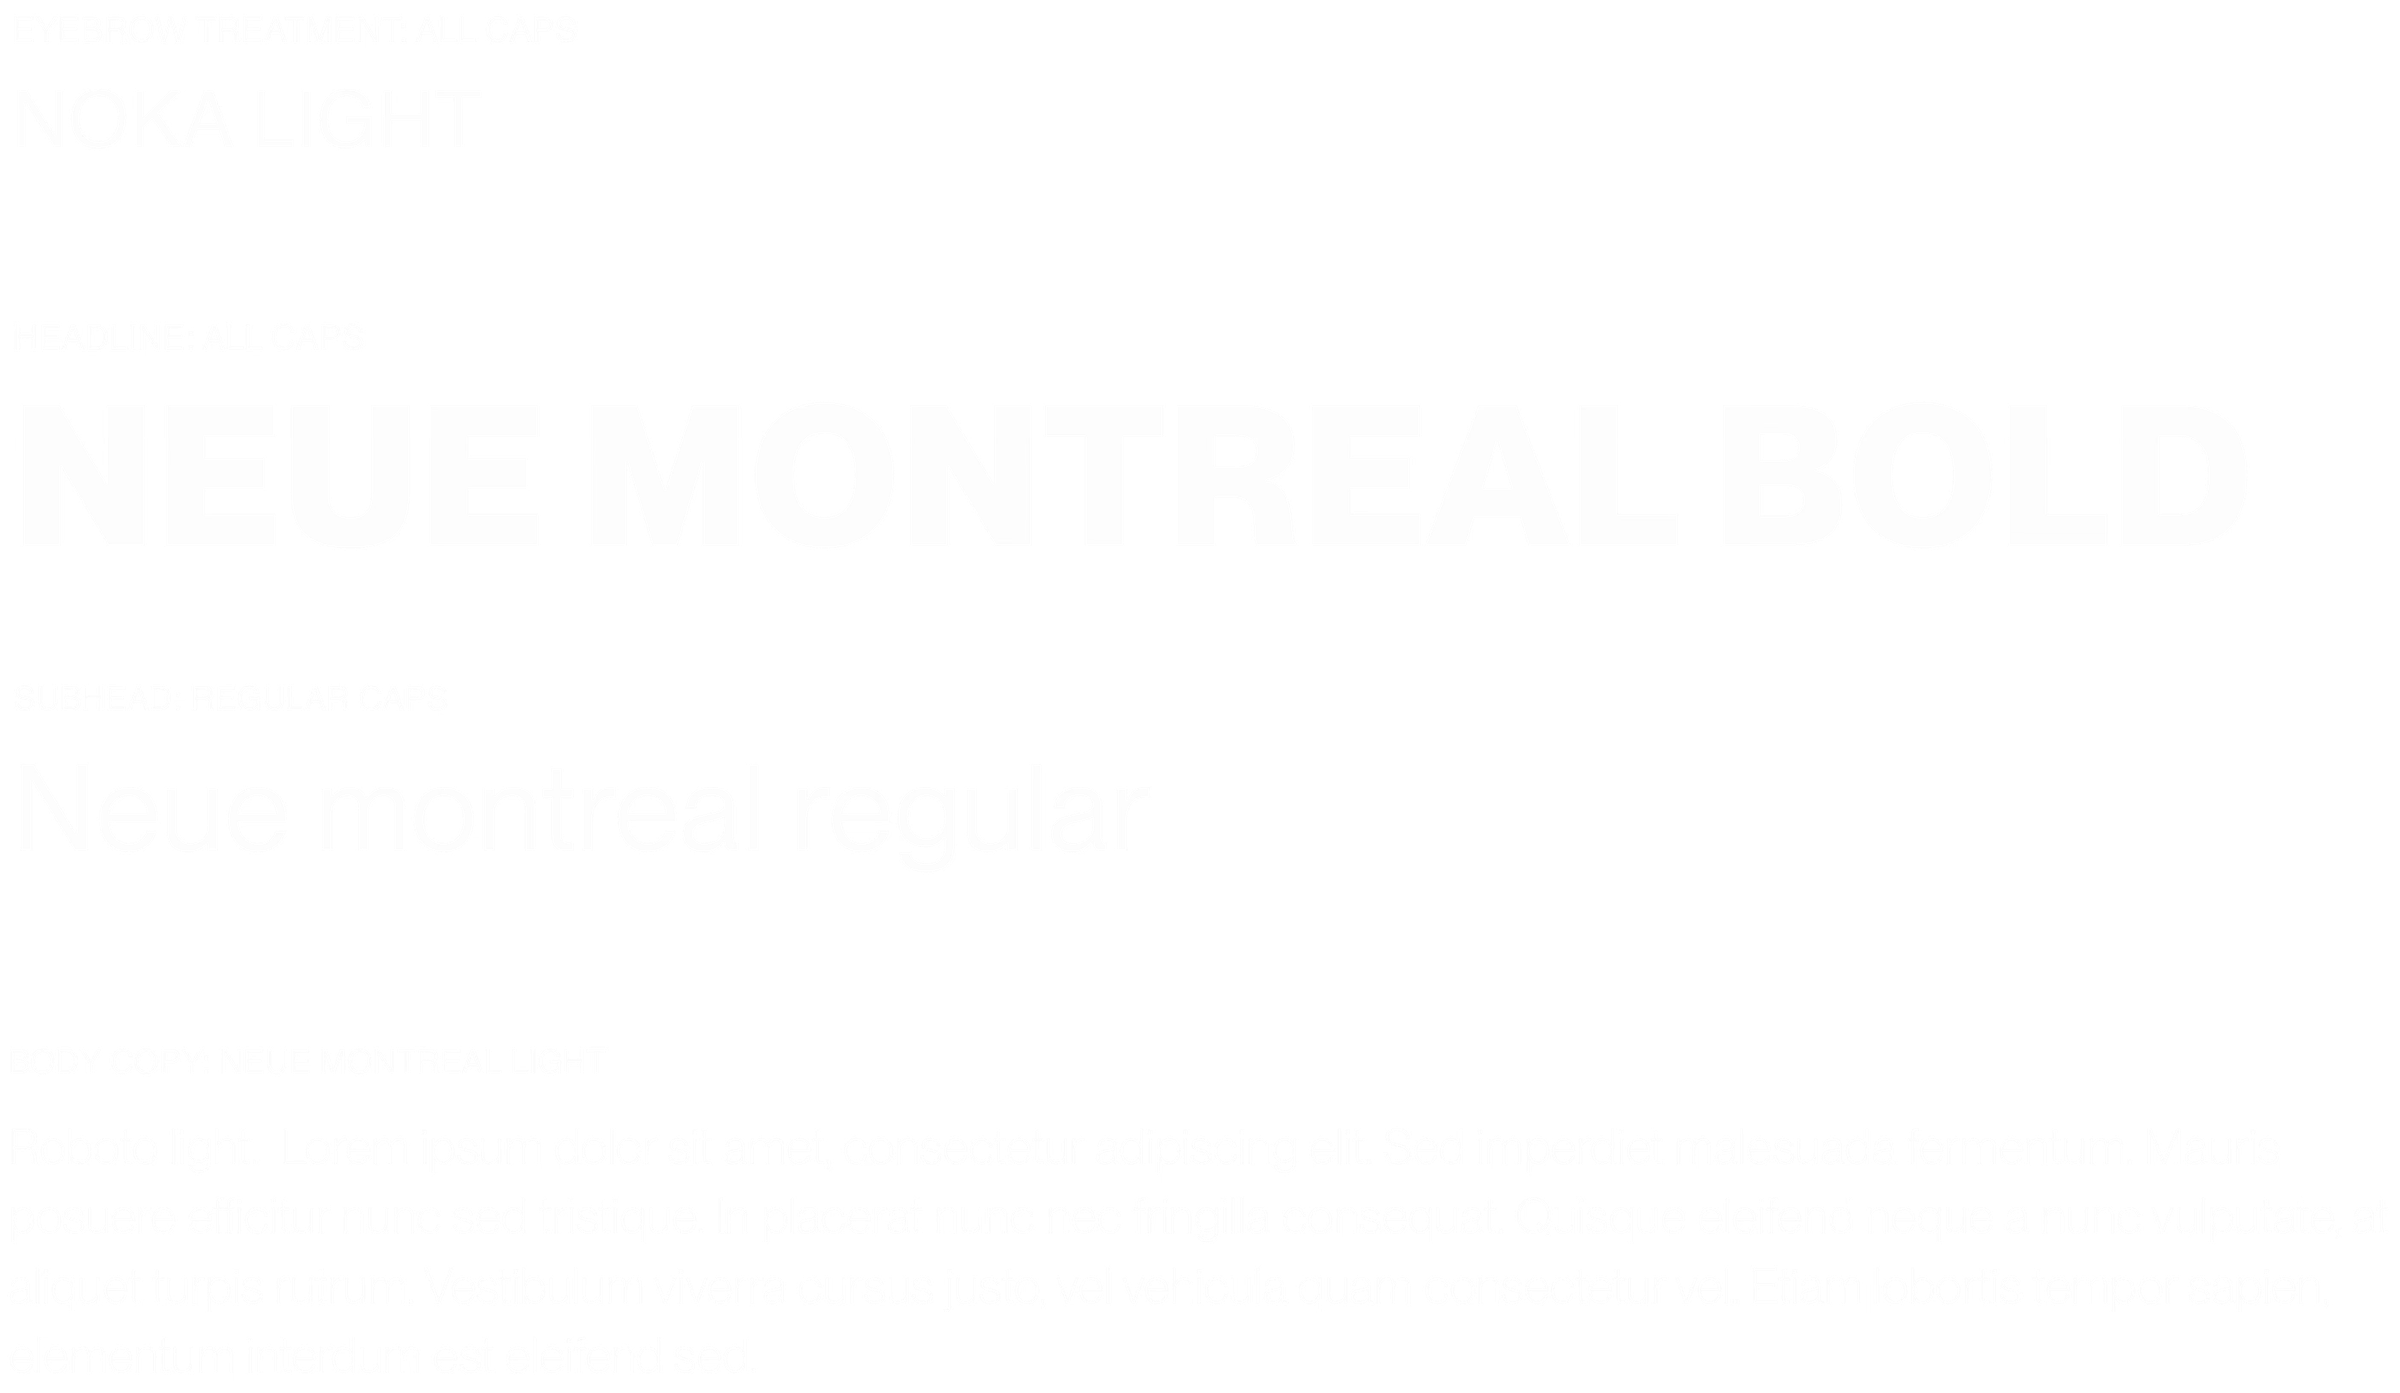 EYEBROW TREATMENT: ALL CAPS
NOKA LIGHT
HEADLINE: ALL CAPS
NEUE MONTREAL BOLD
SUBHEAD: REGULAR CAPS
Neue montreal regular
BODY COPY: NEUE MONTREAL LIGHT
Roboto light. Lorem ipsum dolor sit amet, consectetur adipiscing elit. Sed imperdiet malesuada fermentum. Mauris
posuere efficitur nunc sed tristique. In placerat nunc nec fringilla consequat. Quisque eleifend neque a nunc vulputate, et
aliquet turpis rutrum. Vestibulum viverra cursus justo, vel vehicula quam consectetur vel. Etiam lobortis tempor sapien,
elementum interdum est eleifend sed.